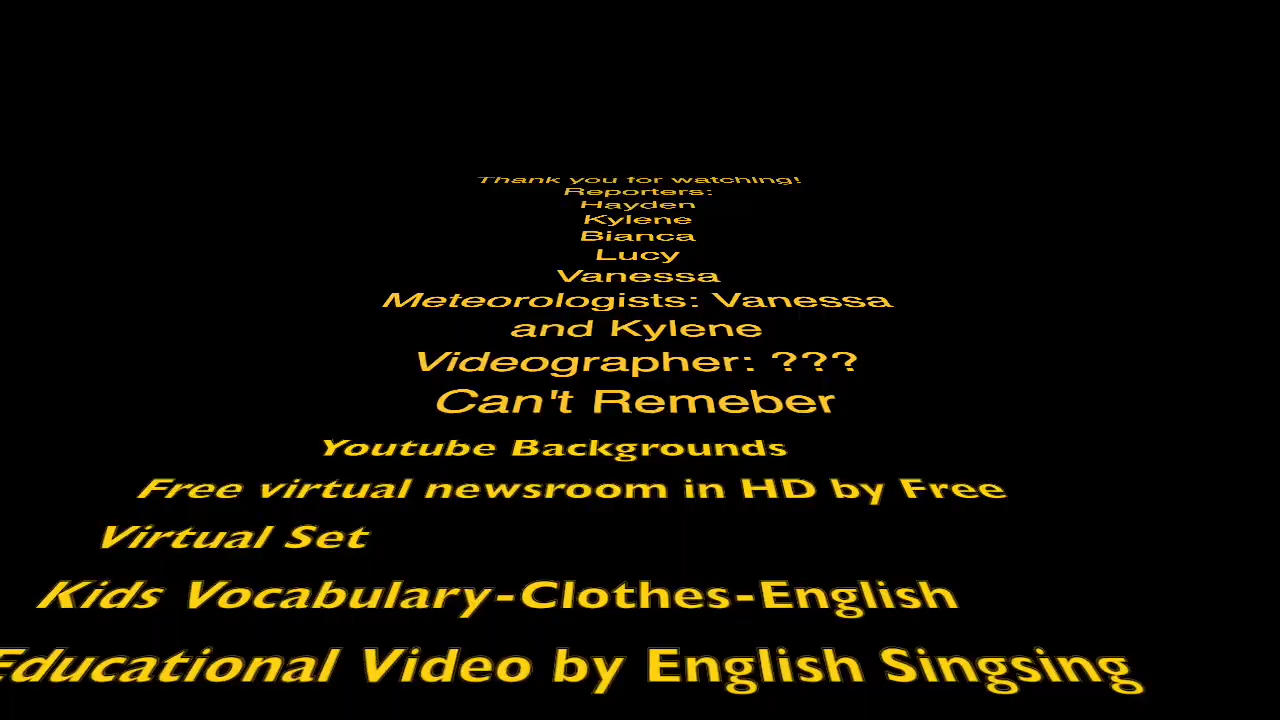 Thank you for watching!
Reporters:
Hayden
Kylene
Bianca
Lucy
Vanessa
Meteorologists: Vanessa
and Kylene
Videographer: ???
Can't Remeber
Youtube Backgrounds
Free virtual newsroom in HD by Free
Virtual Set
Kids Vocabulary-Clothes-English
Educational Video by English Singsing